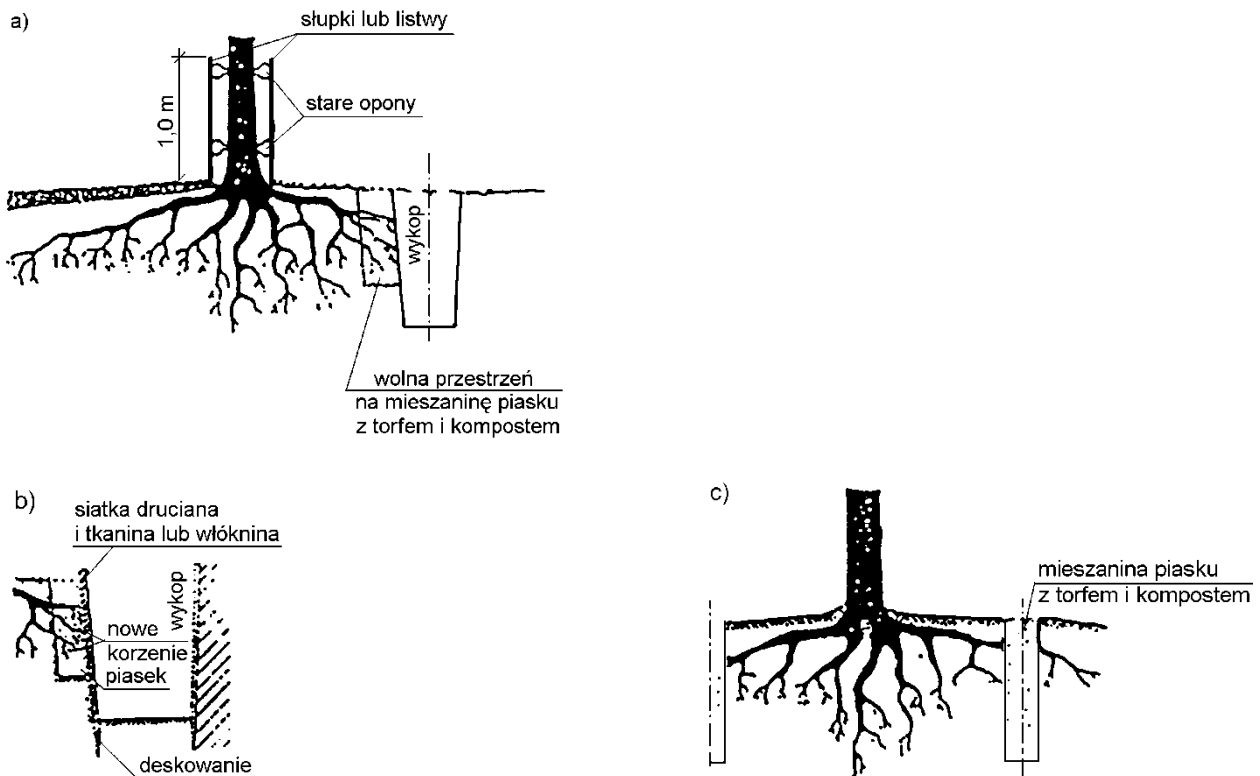 a)
słupki lub listwy
stare opony
1,0 m
wykop
wolna przestrzeń
na mieszaninę piasku
z torfem i kompostem
b)
siatka druciana
i tkanina lub włóknina
wykop
nowe
korzenie
piasek
deskowanie
c)
mieszanina piasku
z torfem i kompostem